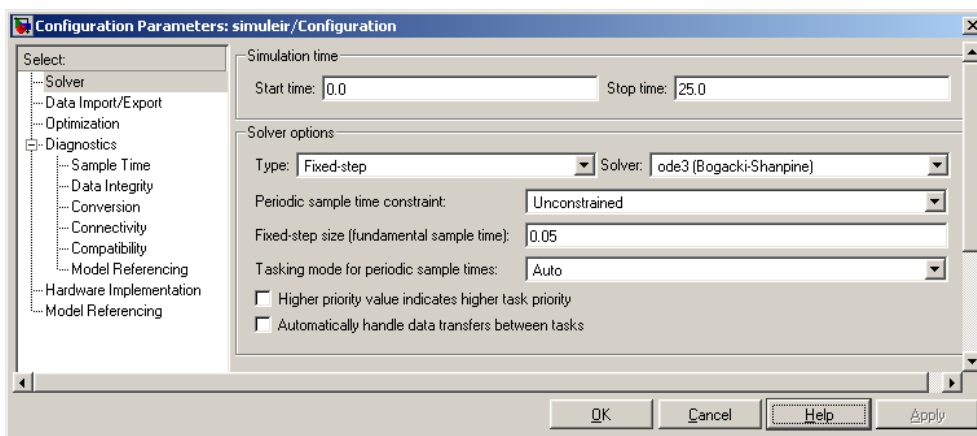 Configuration Parameters: simuleir/Configuration
Select:
Solver
Data Import/Export
Optimization
Diagnostics
Sample Time
Data Integrity
Conversion
Connectivity
Compatibility
Model Referencing
Hardware Implementation
Model Referencing
Simulation time
Start time: 0.0 Stop time: 25.0
Solver options
Type: Fixed-step Solver: ode3 (Bogacki-Shanpine)
Periodic sample time constraint: Unconstrained
Fixed-step size (fundamental sample time): 0.05
Tasking mode for periodic sample times: Auto
Higher priority value indicates higher task priority
Automatically handle data transfers between tasks
OK Cancel Help Apply